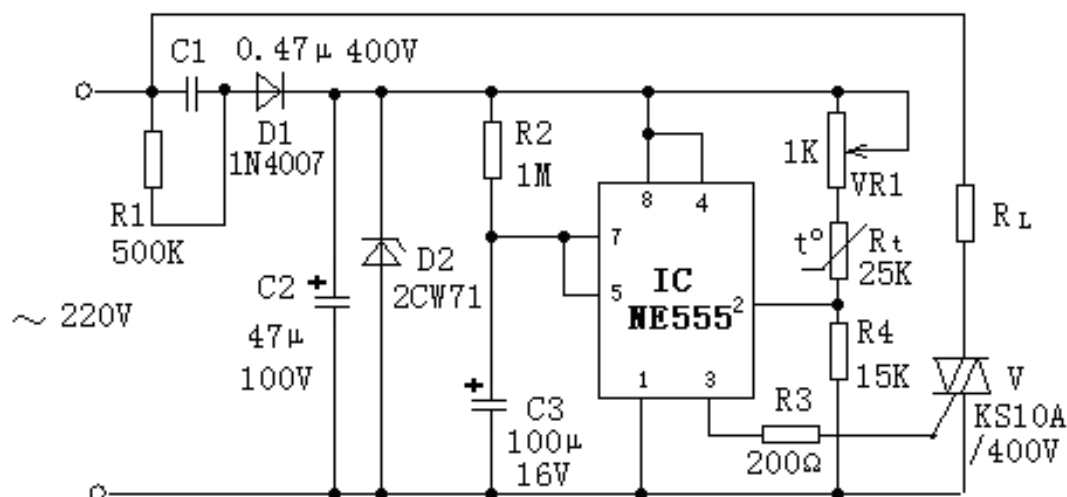 C1
0.47μ 400V
D1
1N4007
R1
500K
~ 220V
C2
47μ
100V
D2
2CW71
R2
1M
C3
100μ
16V
8
4
7
5
2
1
3
IC
NE555
1K
VR1
t°
Rt
25K
R4
15K
R3
200Ω
RL
V
KS10A
/400V